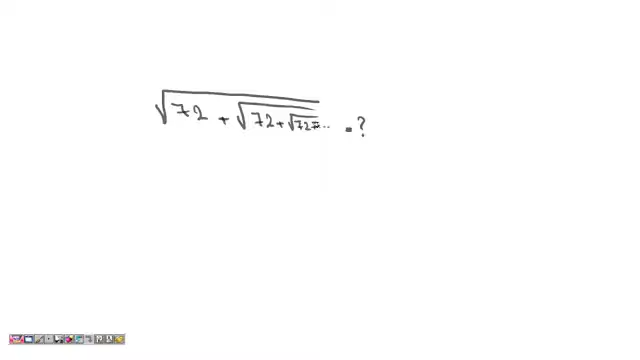 √72 + √72 + √72+... = ?